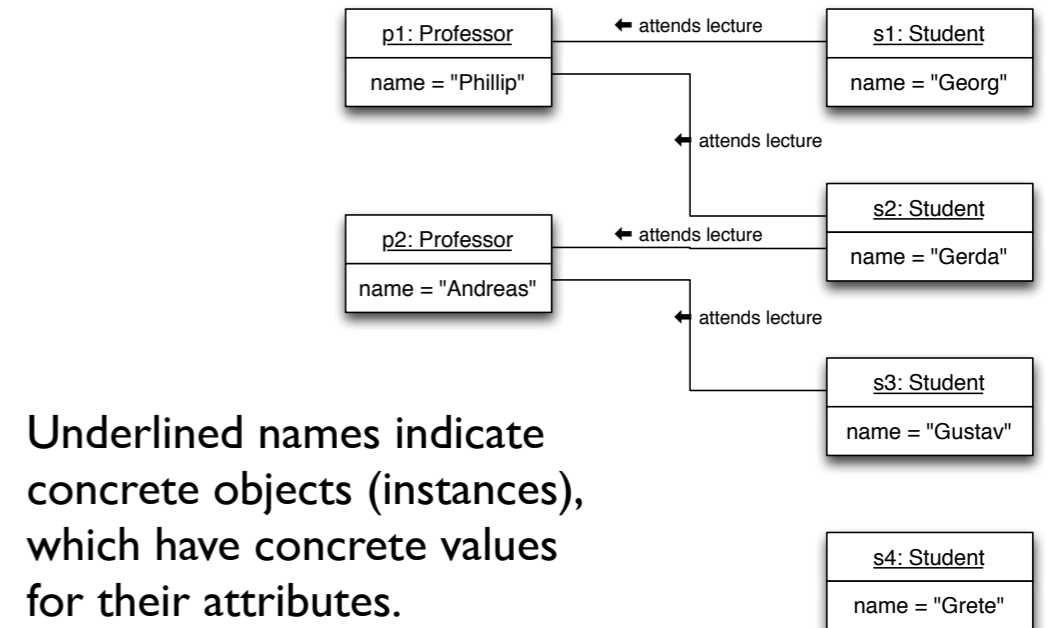 p1: Professor
name = "Phillip"
⬅ attends lecture
s1: Student
name = "Georg"
⬅ attends lecture
p2: Professor
name = "Andreas"
⬅ attends lecture
s2: Student
name = "Gerda"
⬅ attends lecture
s3: Student
name = "Gustav"
Underlined names indicate
concrete objects (instances),
which have concrete values
for their attributes.
s4: Student
name = "Grete"